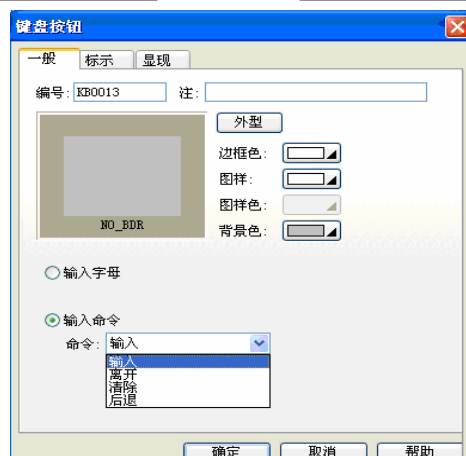 键盘按钮
一般 标示 显现
编号: KB0013 注:
外型
边框色:
图样:
图样色:
NO_BDR
背景色:
输入字母
输入命令
命令: 输入
输入
离开
清除
后退
确定 取消 帮助